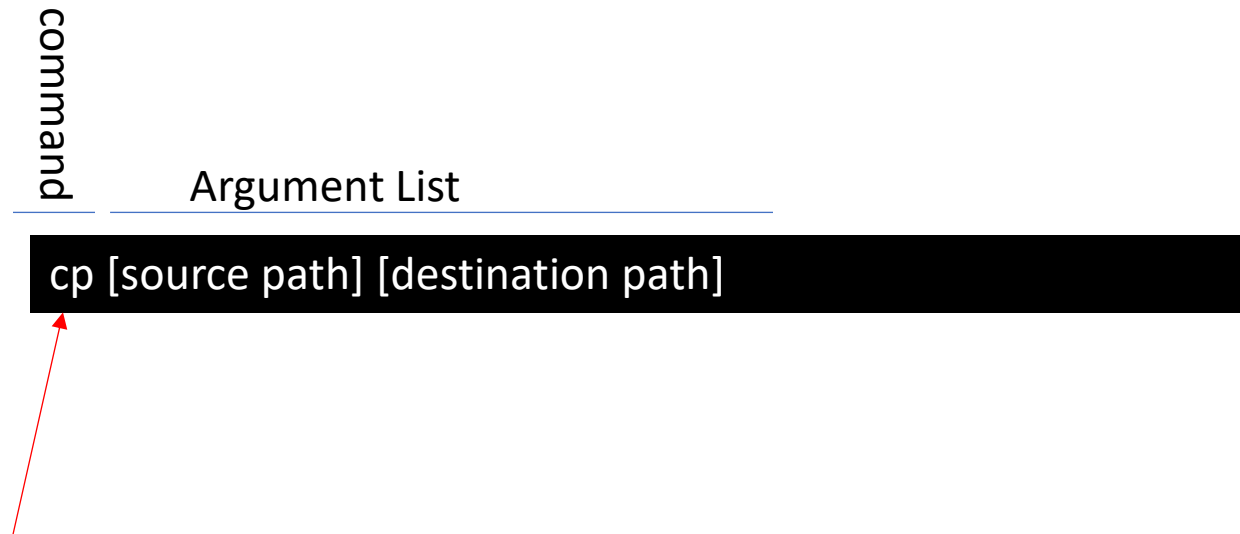 command
Argument List
cp [source path] [destination path]